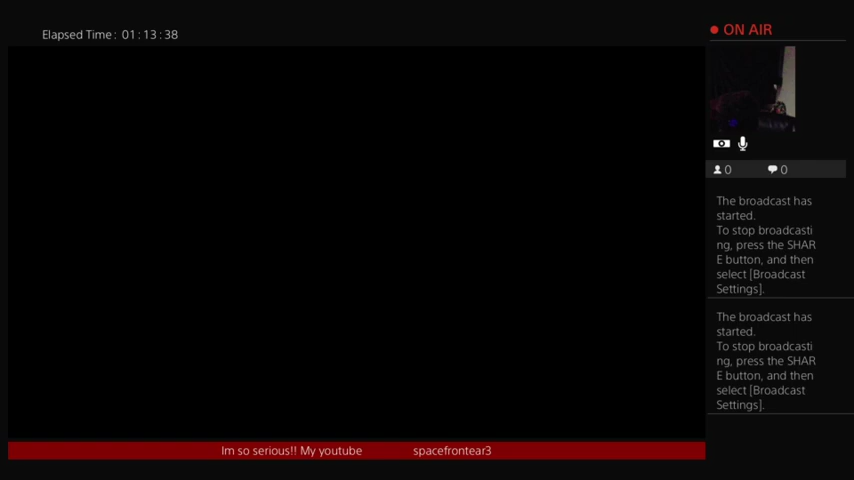 Elapsed Time: 01:13:38
ON AIR
0 0
The broadcast has
started.
To stop broadcasti
ng, press the SHAR
E button, and then
select [Broadcast
Settings].
The broadcast has
started.
To stop broadcasti
ng, press the SHAR
E button, and then
select [Broadcast
Settings].
Im so serious!! My youtube spacefrontear3